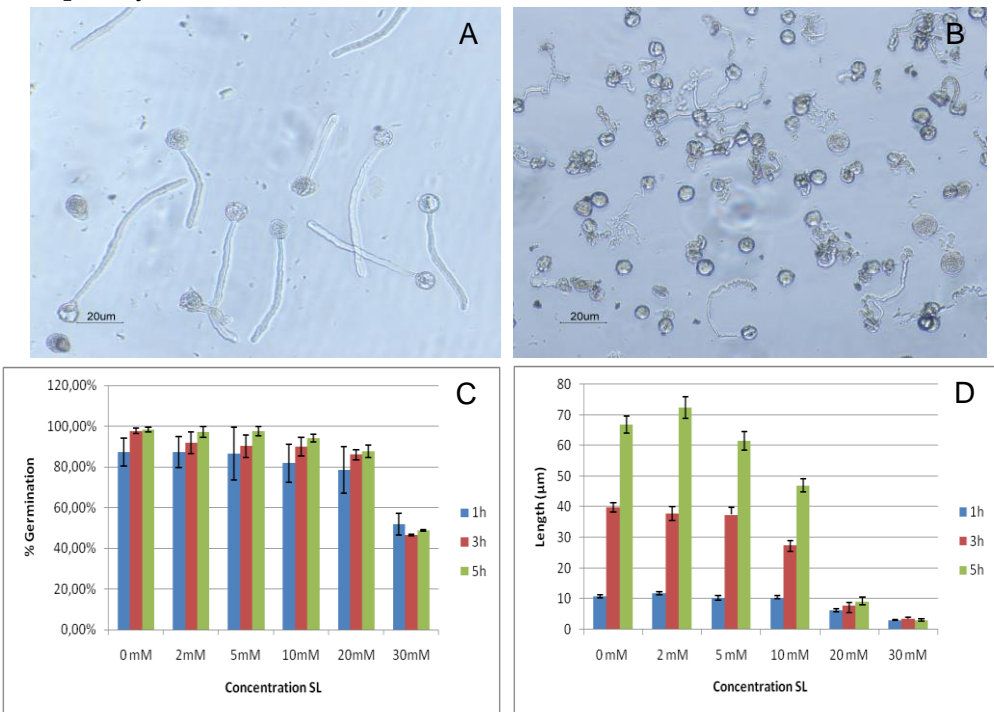 A
B
20um
20um
C
120,00%
100,00%
80,00%
60,00%
40,00%
20,00%
0,00%
% Germination
0 mM 2mM 5mM 10mM 20mM 30mM
Concentration SL
1h
3h
5h
D
80
70
60
50
40
30
20
10
0
Length (µm)
0 mM 2 mM 5 mM 10 mM 20 mM 30 mM
Concentration SL
1h
3h
5h